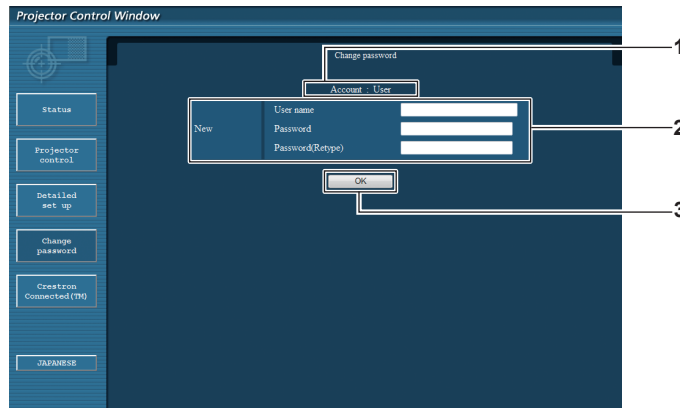 Projector Control Window
Change password
1
Account : User
Status
User name
New
Password
2
Password(Retype)
Projector
control
OK
Detailed
set up
3
Change
password
Crestron
Connected(TM)
JAPANESE